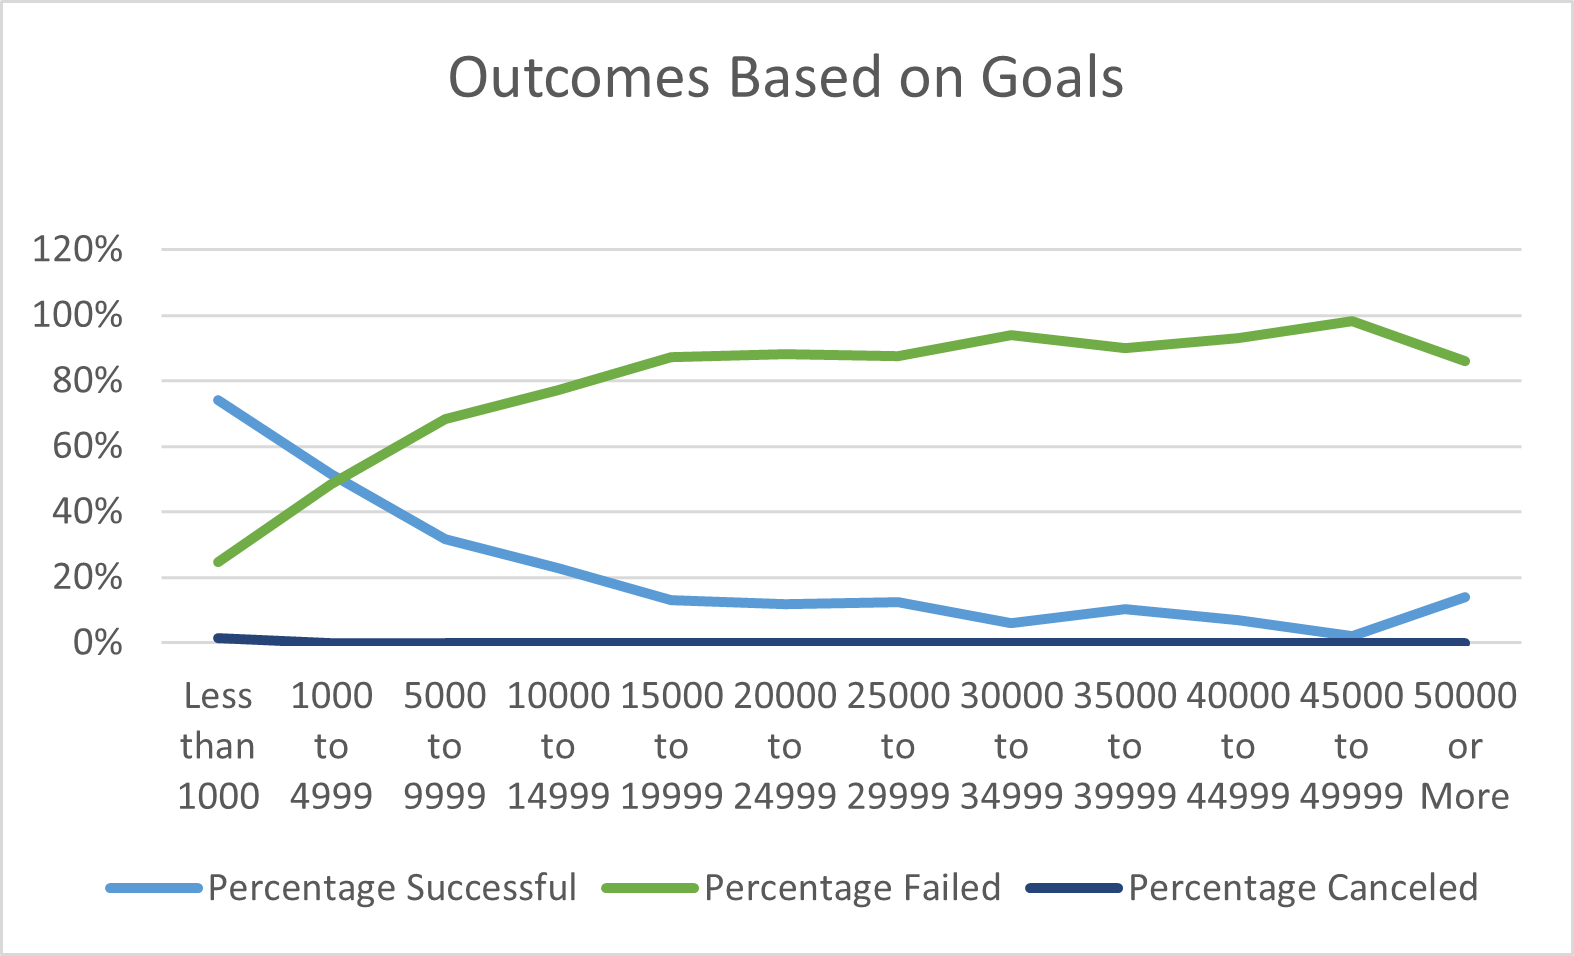 Outcomes Based on Goals
120%
100%
80%
60%
40%
20%
0%
Less than 1000
1000 to 4999
5000 to 9999
10000 to 14999
15000 to 19999
20000 to 24999
25000 to 29999
30000 to 34999
35000 to 39999
40000 to 44999
45000 to 49999
50000 or More
Percentage Successful
Percentage Failed
Percentage Canceled